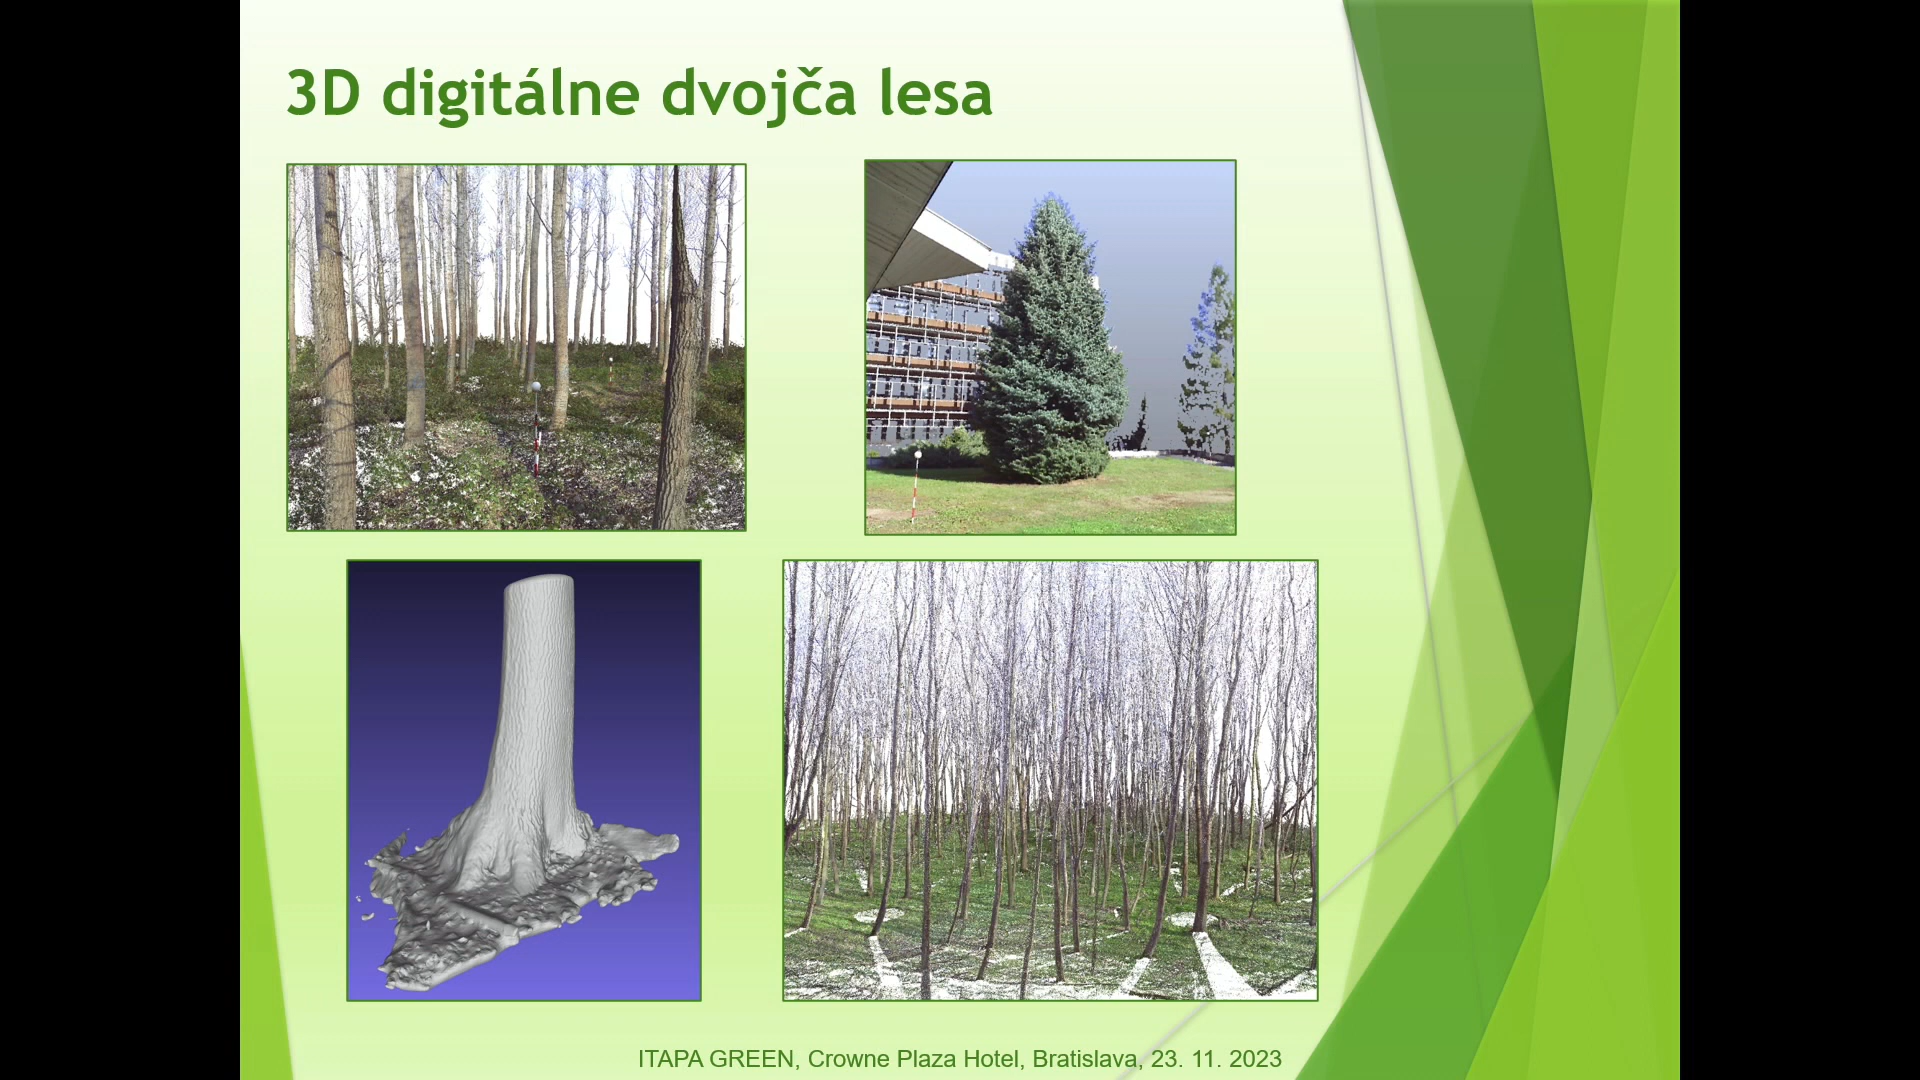 3D digitálne dvojča lesa
ITAPA GREEN, Crowne Plaza Hotel, Bratislava, 23. 11. 2023